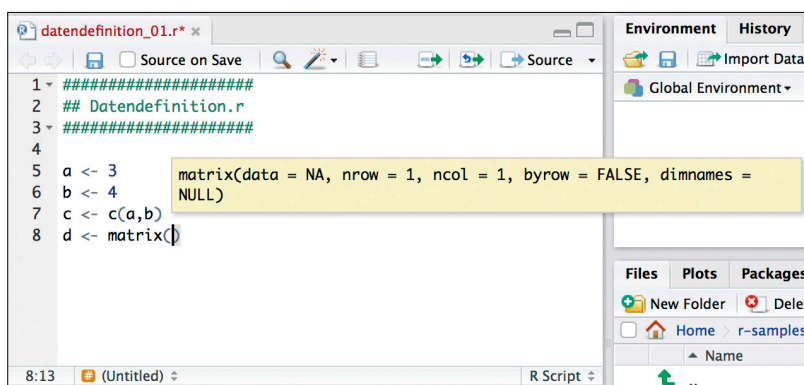 datendefinition_01.r*
Source on Save
Source
1 #####################
2 ## Datendefinition.r
3 #####################
4
5 a <- 3
6 b <- 4
7 c <- c(a,b)
8 d <- matrix()
matrix(data = NA, nrow = 1, ncol = 1, byrow = FALSE, dimnames =
NULL)
8:13
# (Untitled)
R Script
Environment History
Import Data
Global Environment
Files Plots Packages
New Folder Dele
Home r-samples
Name